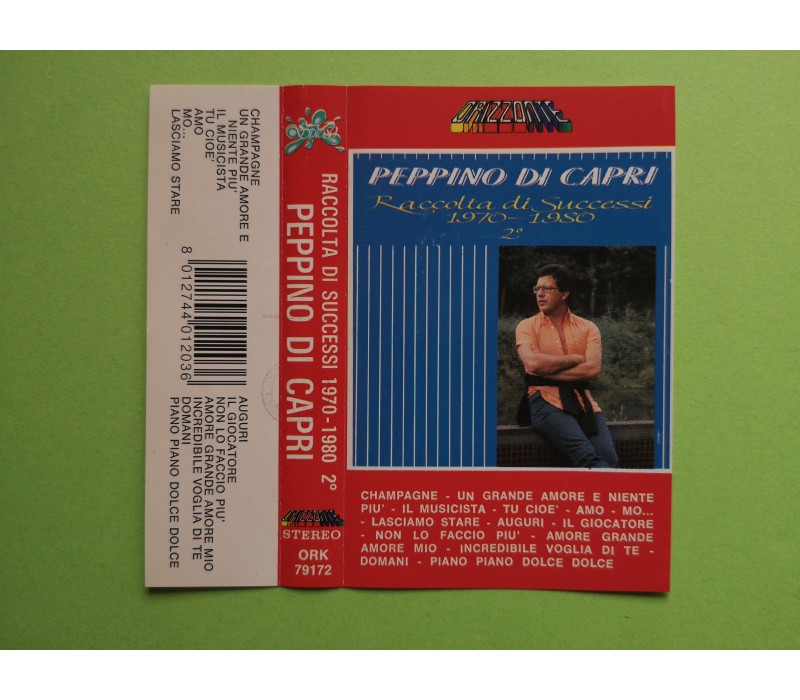 CHAMPAGNE
UN GRANDE AMORE E
NIENTE PIU'
IL MUSICISTA
TU CIOE'
AMO
MO...
LASCIAMO STARE
8 012744 012036
AUGURI
IL GIOCATORE
NON LO FACCIO PIU'
AMORE GRANDE AMORE MIO
INCREDIBILE VOGLIA DI TE
DOMANI
PIANO PIANO DOLCE DOLCE
Splash
RACCOLTA DI SUCCESSI 1970-1980 2º
PEPPINO DI CAPRI
ORIZZONTE
STEREO
ORK
79172
ORIZZONTE
PEPPINO DI CAPRI
Raccolta di Successi
1970-1980
2º
CHAMPAGNE - UN GRANDE AMORE E NIENTE
PIU' - IL MUSICISTA - TU CIOE' - AMO - MO...
- LASCIAMO STARE - AUGURI - IL GIOCATORE
- NON LO FACCIO PIU' - AMORE GRANDE
AMORE MIO - INCREDIBILE VOGLIA DI TE -
DOMANI - PIANO PIANO DOLCE DOLCE